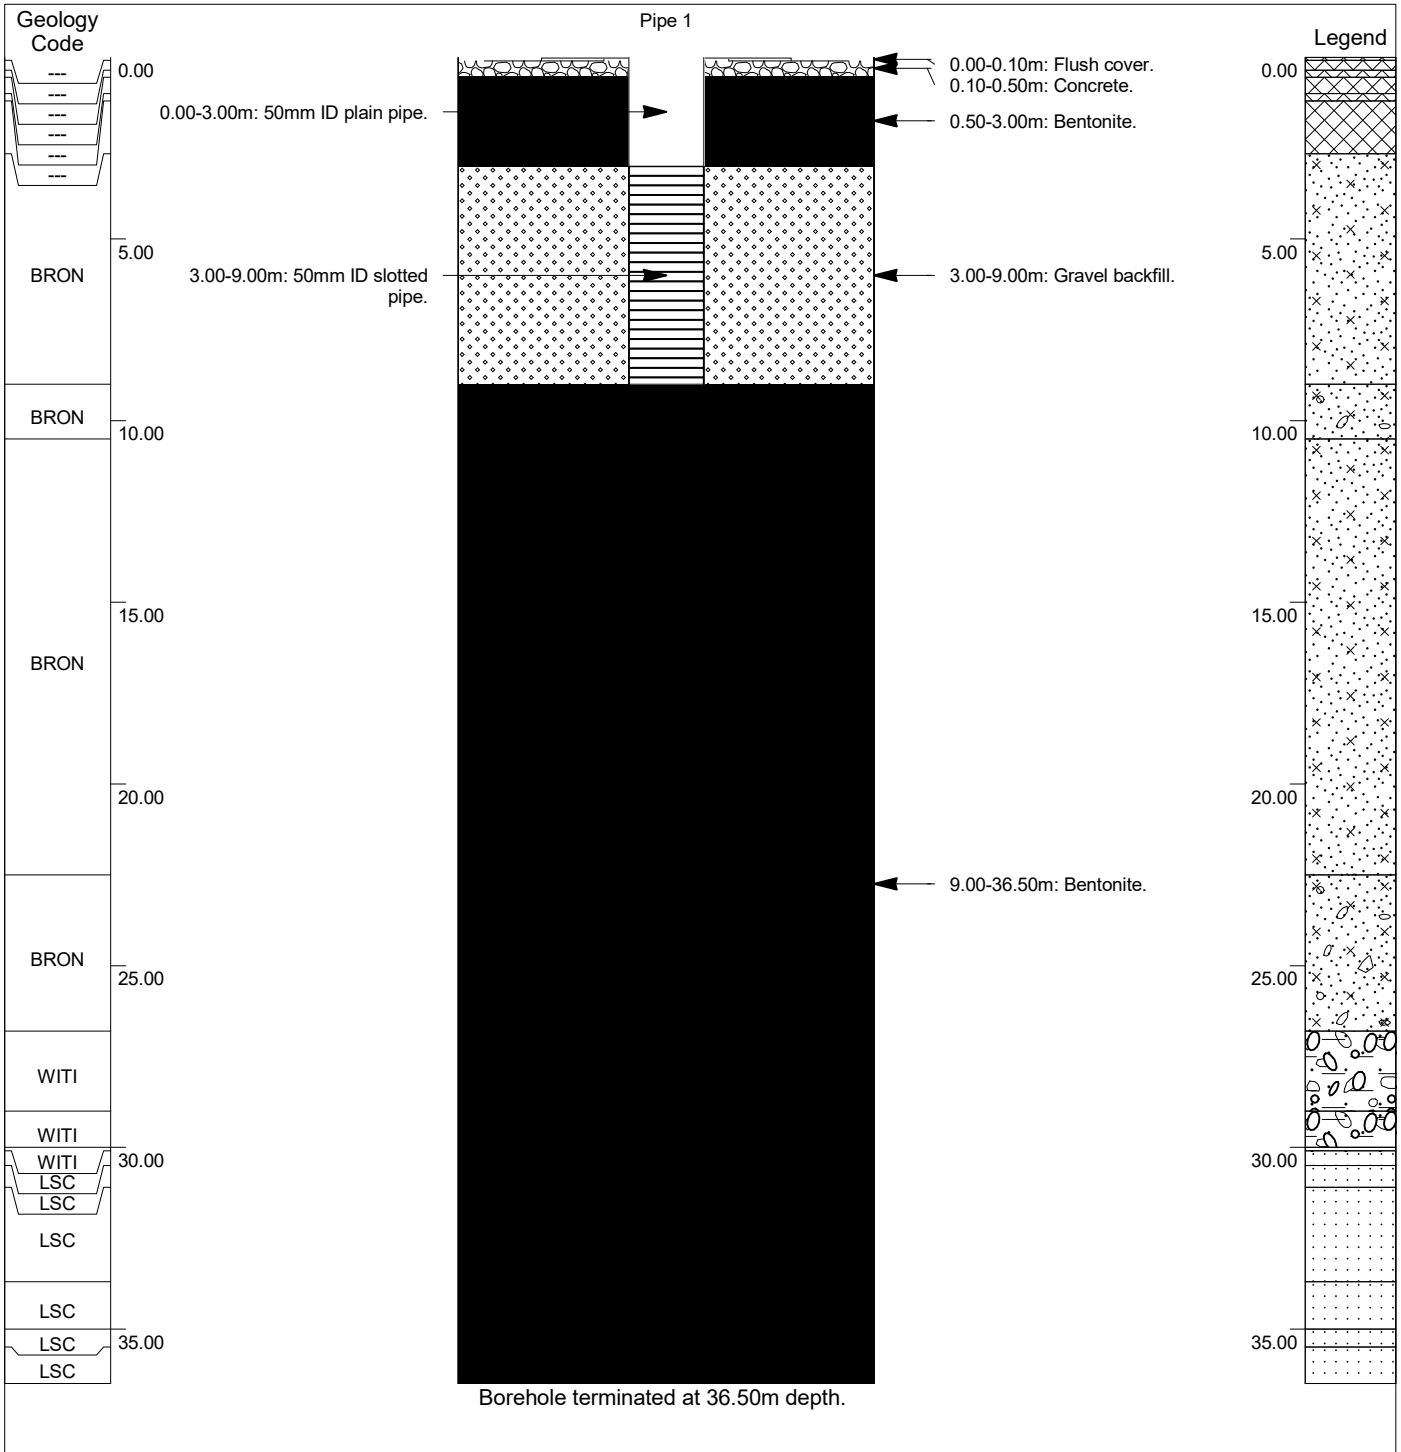 Geology
Code
Pipe 1
Legend
---
0.00
0.00-0.10m: Flush cover.
0.00
---
0.10-0.50m: Concrete.
---
0.00-3.00m: 50mm ID plain pipe.
0.50-3.00m: Bentonite.
---
---
---
5.00
5.00
BRON
3.00-9.00m: 50mm ID slotted
pipe.
3.00-9.00m: Gravel backfill.
BRON
10.00
10.00
15.00
15.00
BRON
20.00
20.00
9.00-36.50m: Bentonite.
BRON
25.00
25.00
WITI
WITI
WITI
30.00
30.00
LSC
LSC
LSC
LSC
LSC
35.00
35.00
LSC
Borehole terminated at 36.50m depth.